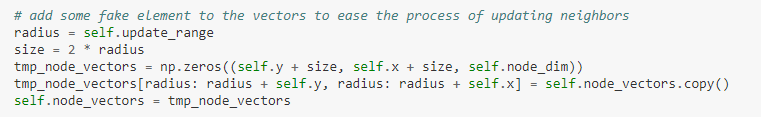 # add some fake element to the vectors to ease the process of updating neighbors
radius = self.update_range
size = 2 * radius
tmp_node_vectors = np.zeros((self.y + size, self.x + size, self.node_dim))
tmp_node_vectors[radius: radius + self.y, radius: radius + self.x] = self.node_vectors.copy()
self.node_vectors = tmp_node_vectors